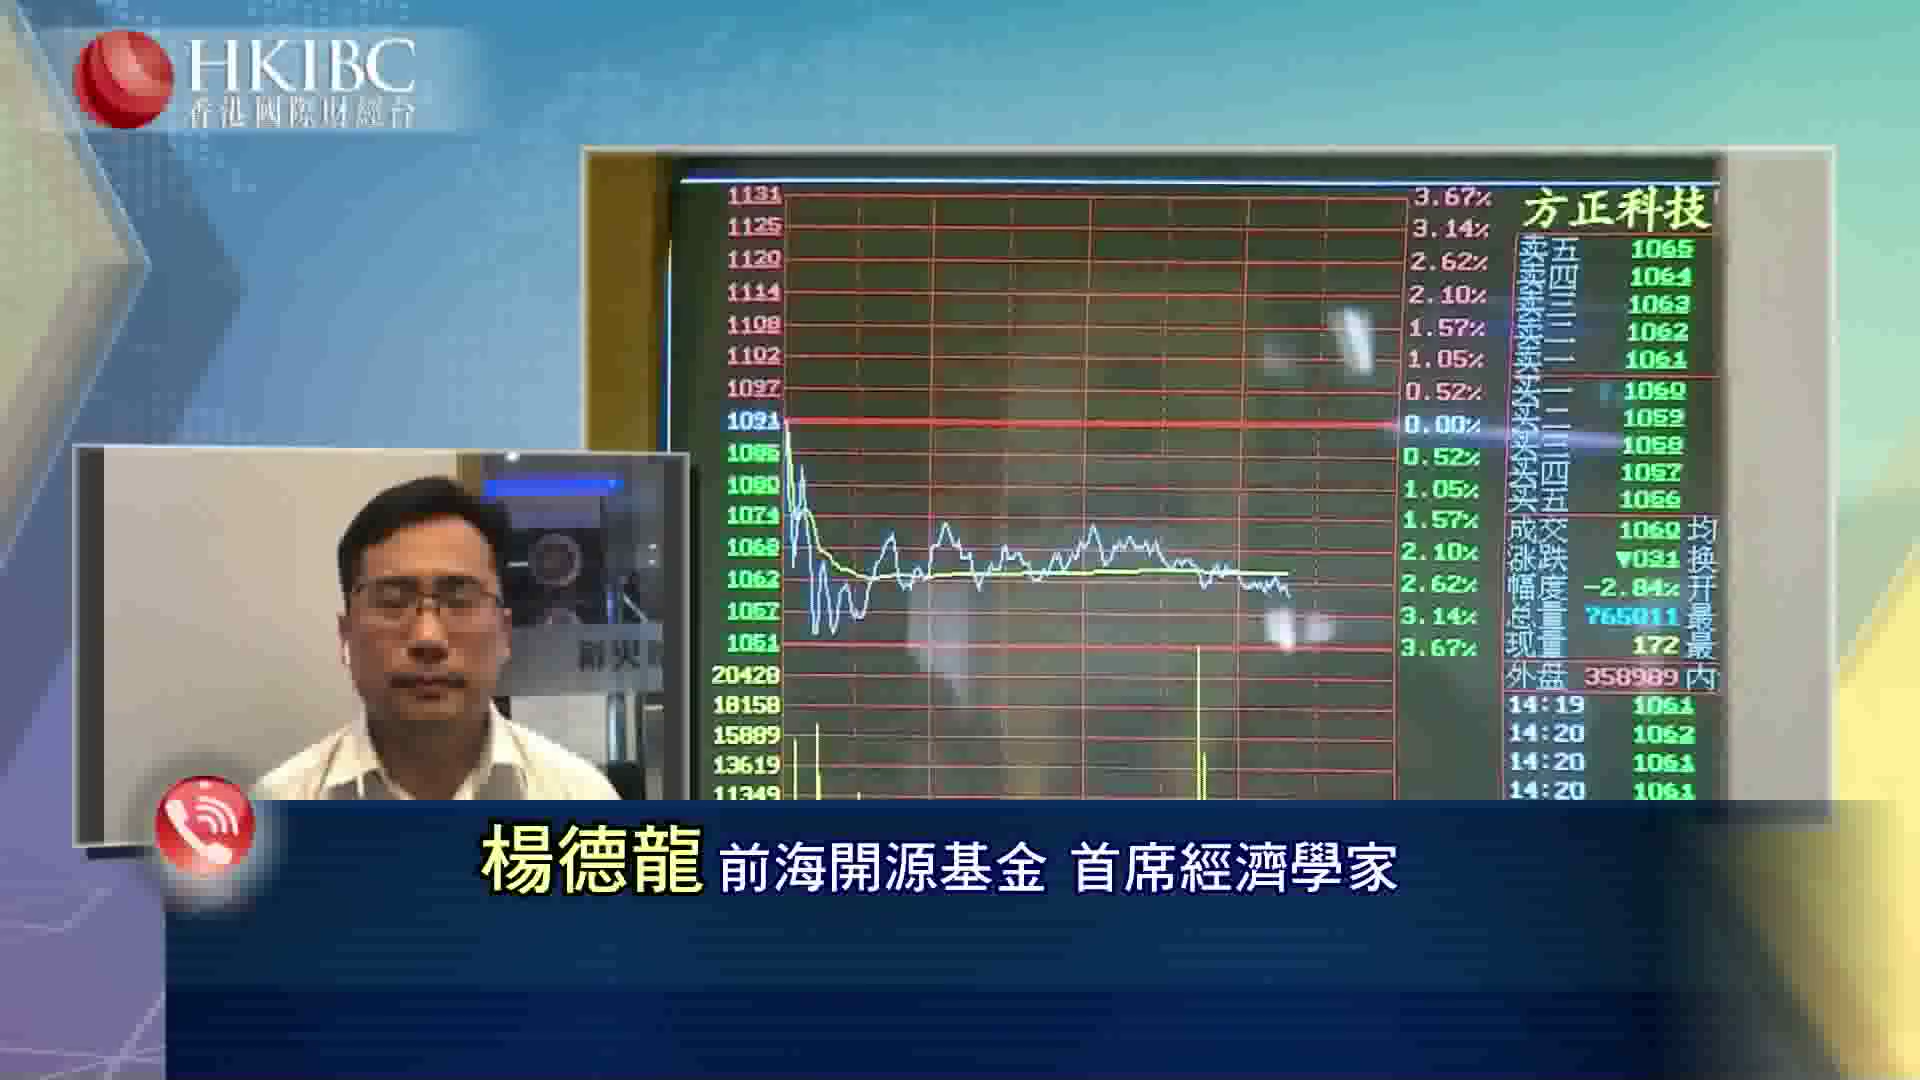 HKIBC
香港國際財經台
方正科技
1131 3.67%
1125 3.14%
1120 2.62%
1114 2.10%
1108 1.57%
1102 1.05%
1097 0.52%
1091 0.00%
1085 0.52%
1080 1.05%
1074 1.57%
1068 2.10%
1062 2.62%
1057 3.14%
1051 3.67%
20428
18158
15889
13619
11349
卖五 1065
卖四 1064
卖三 1063
卖二 1062
卖一 1061
买一 1060
买二 1059
买三 1058
买四 1057
买五 1056
成交 1060 均
涨跌 ▼031 换
幅度 -2.84% 开
总量 765011 最
现量 172 最
外盘 358989 内
14:19 1061
14:20 1062
14:20 1061
14:20 1061
楊德龍 前海開源基金 首席經濟學家